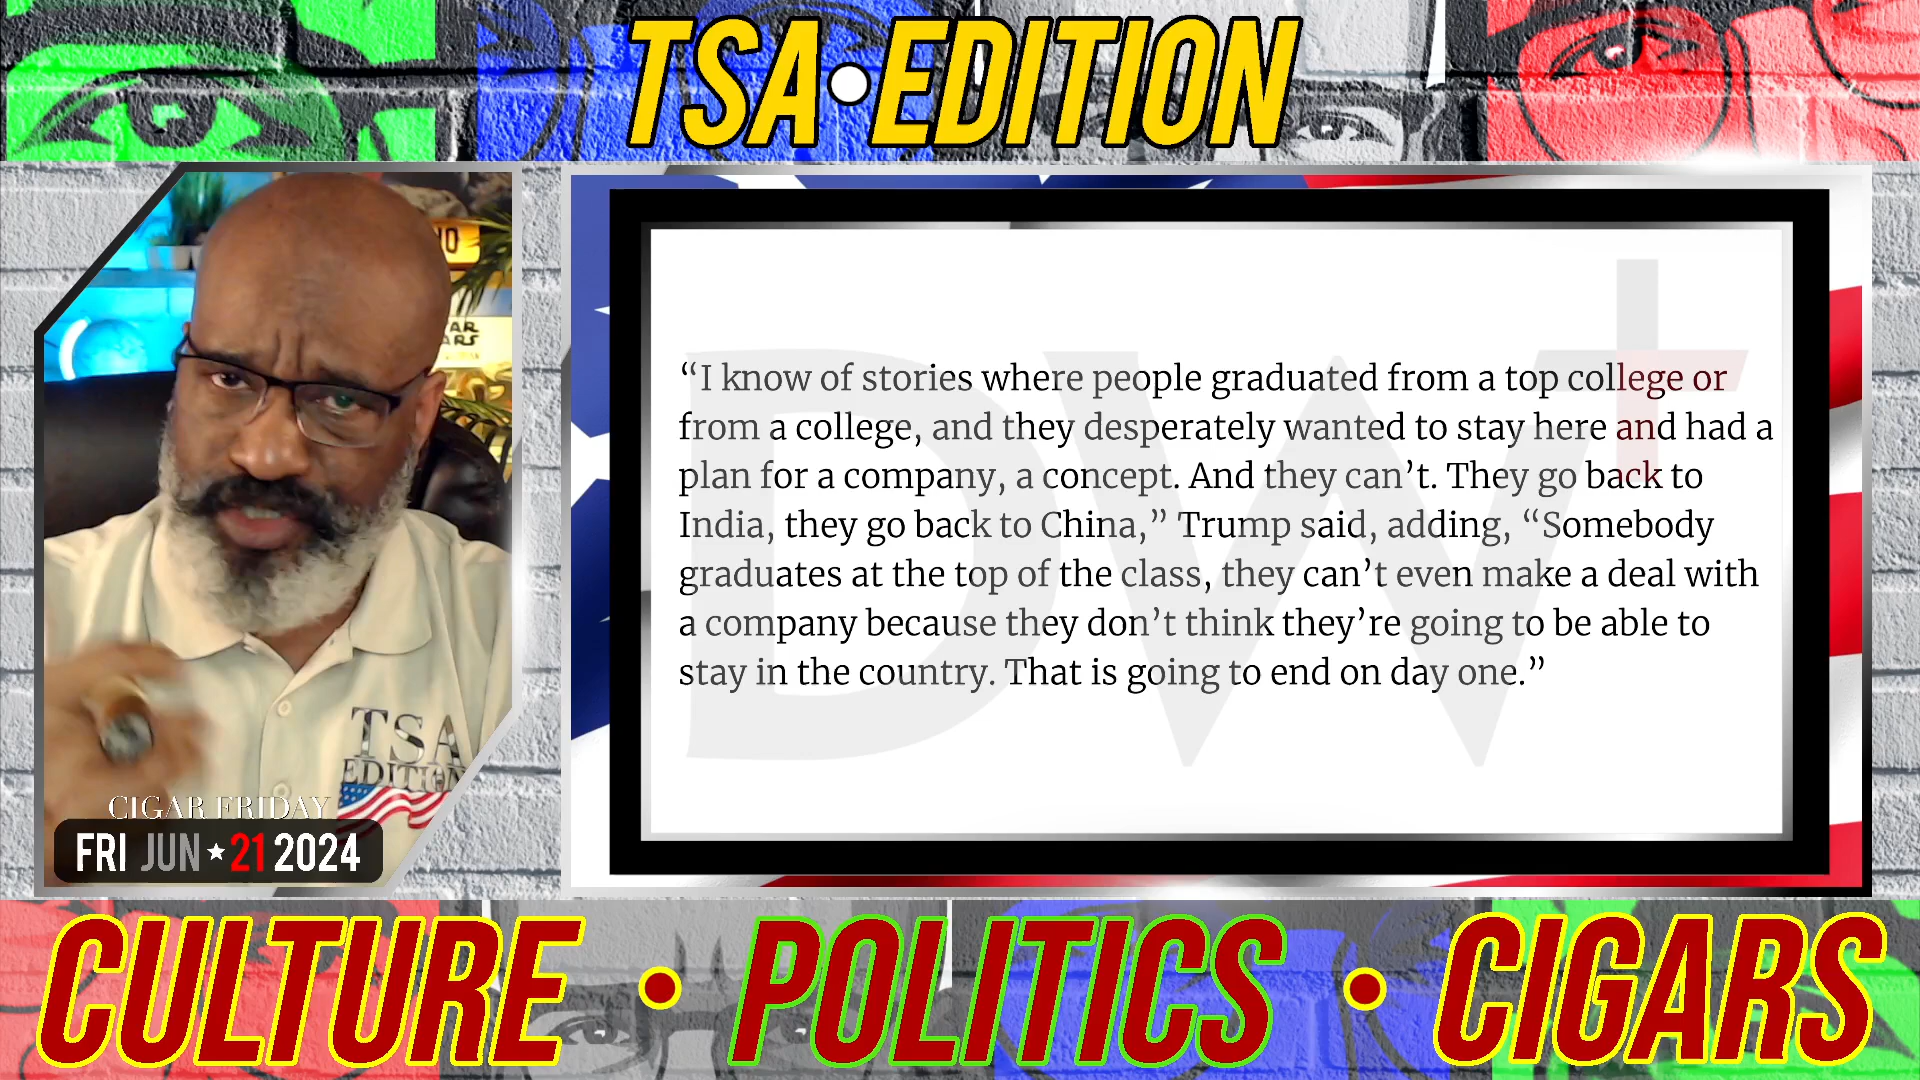 TSA•EDITION
10
AR
ARS
“I know of stories where people graduated from a top college or
from a college, and they desperately wanted to stay here and had a
plan for a company, a concept. And they can’t. They go back to
India, they go back to China,” Trump said, adding, “Somebody
graduates at the top of the class, they can’t even make a deal with
a company because they don’t think they’re going to be able to
stay in the country. That is going to end on day one.”
DW+
TSA
EDITION
CIGAR FRIDAY
FRI JUN★21 2024
CULTURE • POLITICS • CIGARS